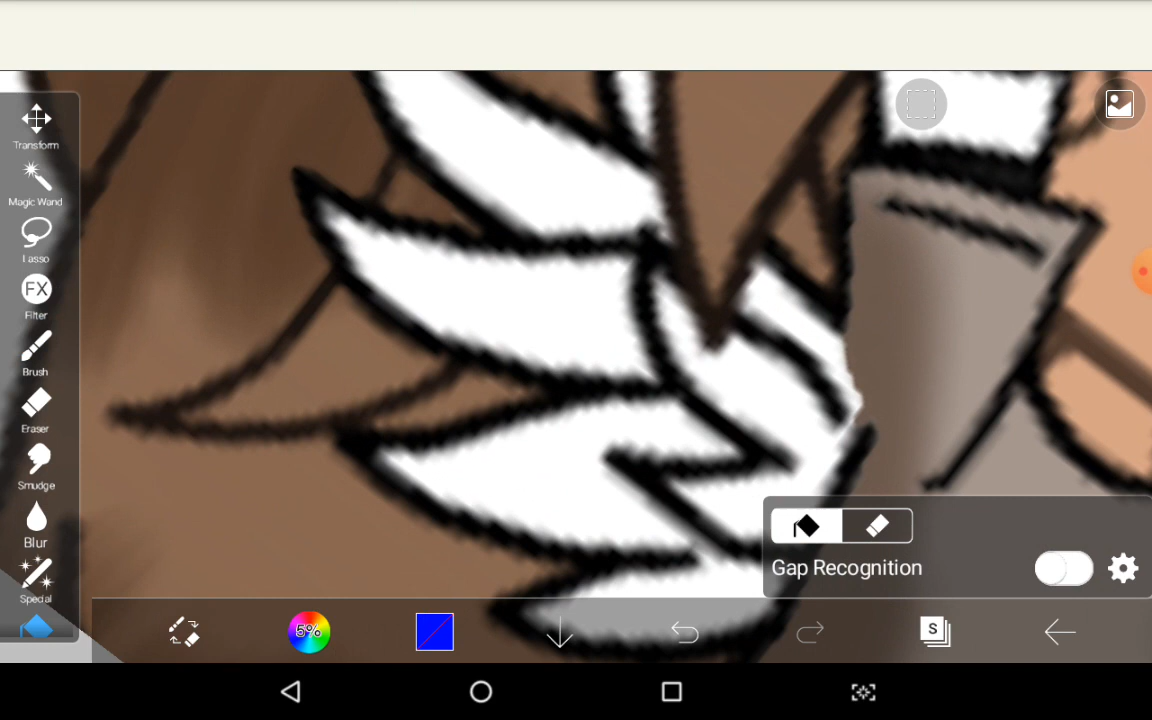 Transform
Magic Wand
Lasso
FX
Filter
Brush
Eraser
Smudge
Blur
Special
Gap Recognition
5%
S